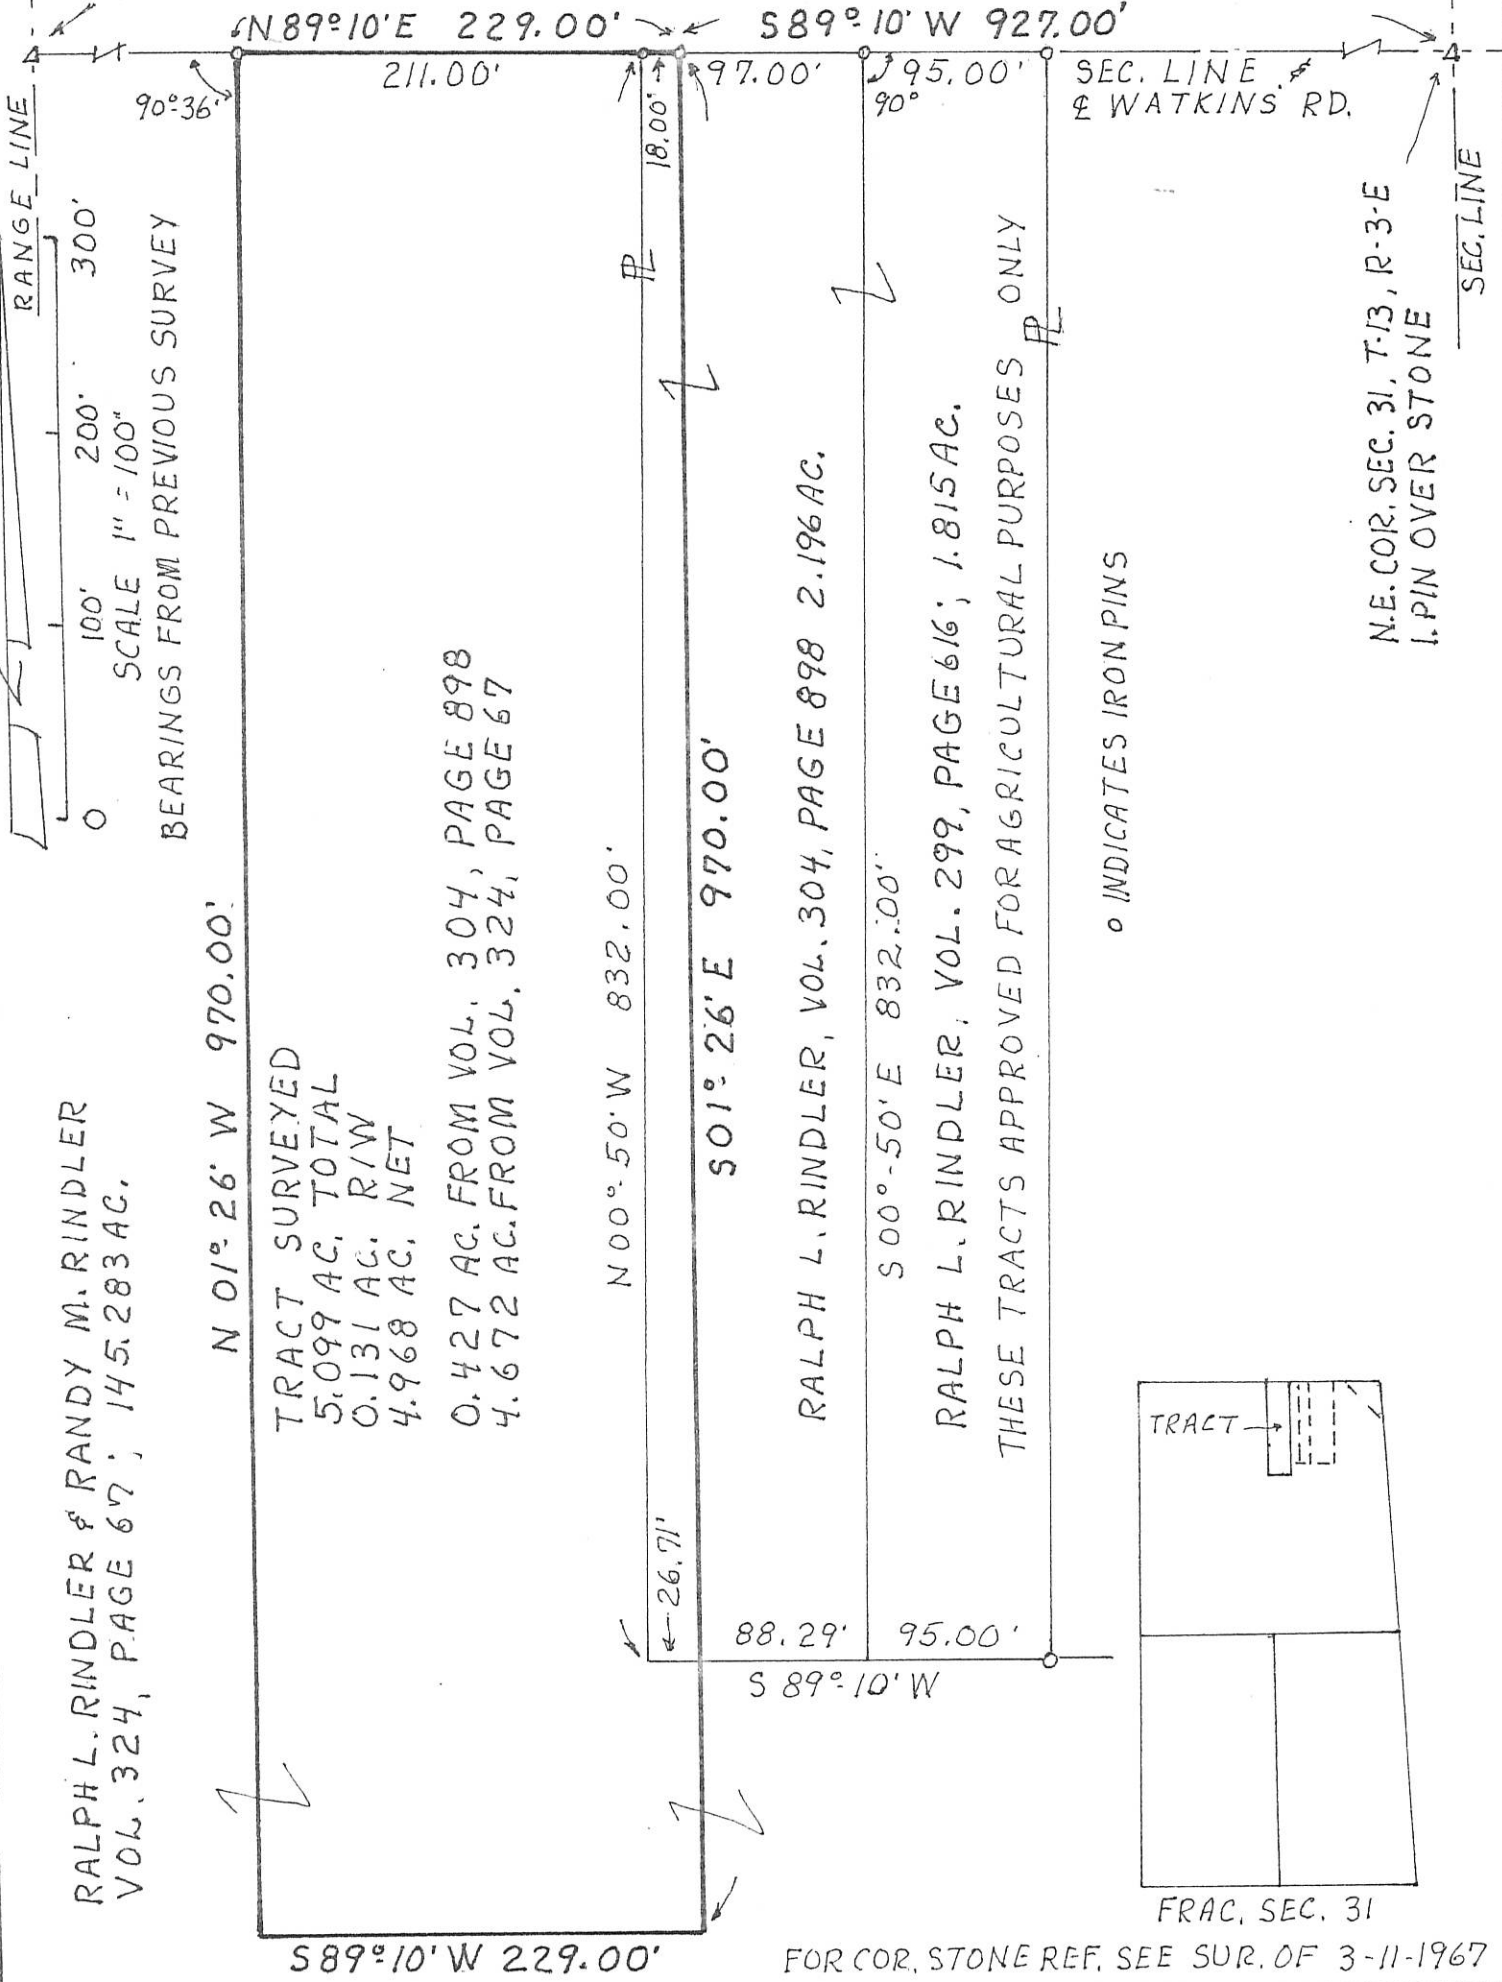 N 89°-10' E 229.00'
S 89°-10' W 927.00'
211.00'
97.00'
95.00'
SEC. LINE &
℄ WATKINS RD.
90°-36'
18.00'
90°
RANGE LINE
0 100' 200' 300'
SCALE 1" = 100"
BEARINGS FROM PREVIOUS SURVEY
RALPH L. RINDLER & RANDY M. RINDLER
VOL. 324, PAGE 67; 145.283 AC.
N 01°-26' W 970.00'
TRACT SURVEYED
5.099 AC. TOTAL
0.131 AC. R/W
4.968 AC. NET
0.427 AC. FROM VOL. 304, PAGE 898
4.672 AC. FROM VOL. 324, PAGE 67
N 00°-50' W 832.00'
PL
26.71'
S 01°-26' E 970.00'
RALPH L. RINDLER, VOL. 304, PAGE 898 2.196 AC.
S 00°-50' E 832.00'
RALPH L. RINDLER, VOL. 299, PAGE 616; 1.815 AC.
THESE TRACTS APPROVED FOR AGRICULTURAL PURPOSES ONLY
PL
o INDICATES IRON PINS
N.E. COR. SEC. 31, T-13, R-3-E
I. PIN OVER STONE
SEC. LINE
88.29'
95.00'
S 89°-10' W
TRACT
FRAC. SEC. 31
S 89°-10' W 229.00'
FOR COR. STONE REF. SEE SUR. OF 3-11-1967